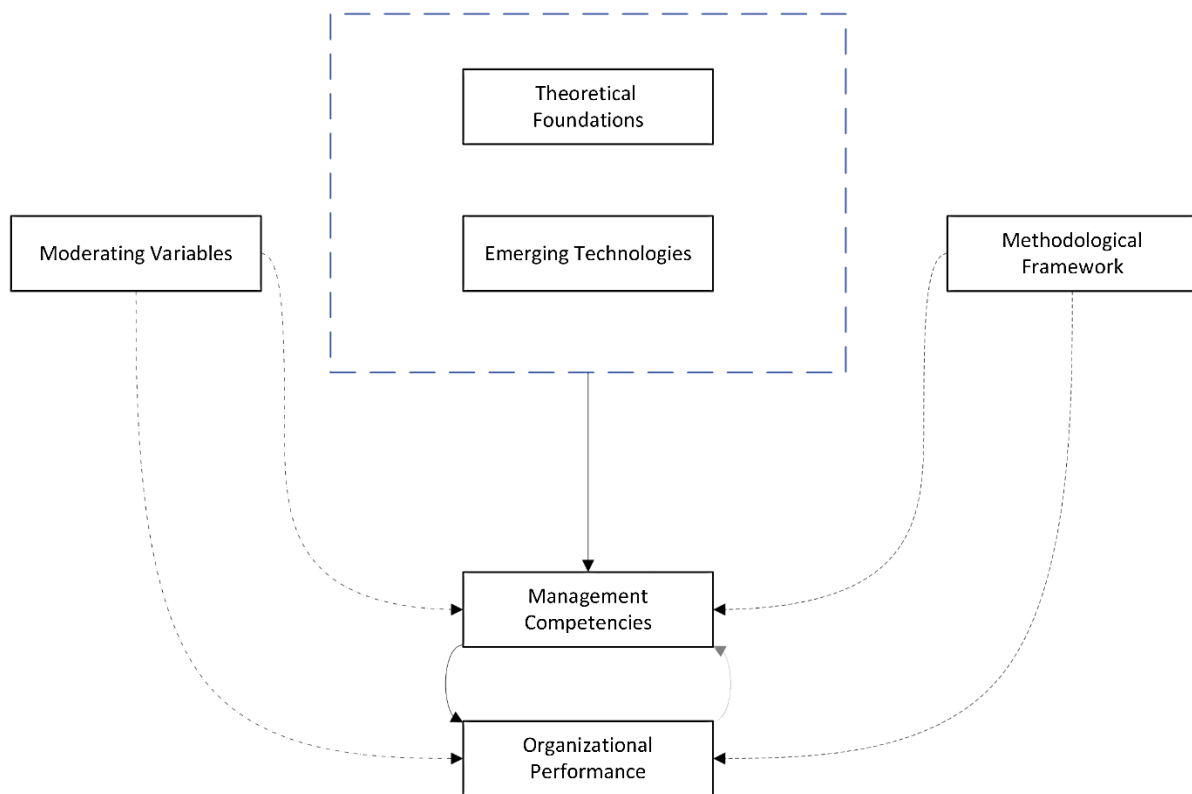 Theoretical
Foundations
Moderating Variables
Emerging Technologies
Methodological
Framework
Management
Competencies
Organizational
Performance